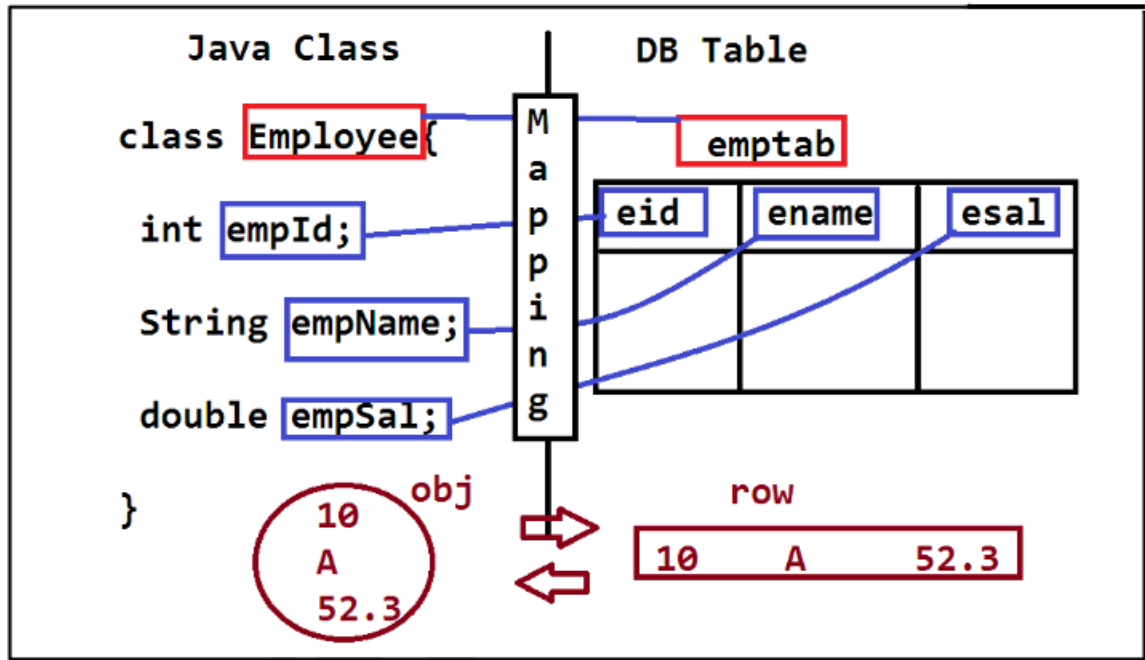 Java Class
DB Table
class Employee{
Mapping
emptab
int empId;
eid ename esal
String empName;
double empSal;
}
obj
10
A
52.3
row
10 A 52.3